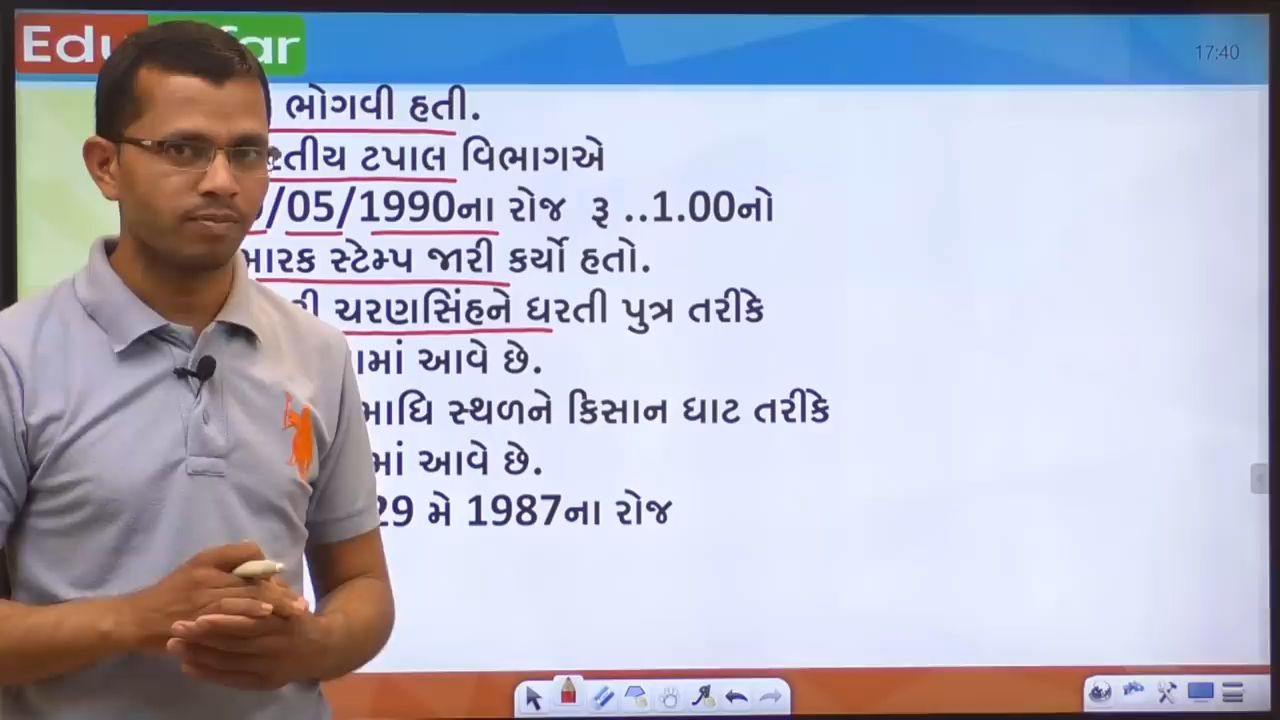 Edu
far
17:40
ભોગવી હતી.
ટપાલ વિભાગએ
/05/1990ના રોજ રૂ ..1.00નો
સ્ટેમ્પ જારી કર્યો હતો.
ચરણસિંહને ધરતી પુત્ર તરીકે
આવે છે.
સ્થળને કિસાન ઘાટ તરીકે
આવે છે.
29 મે 1987ના રોજ